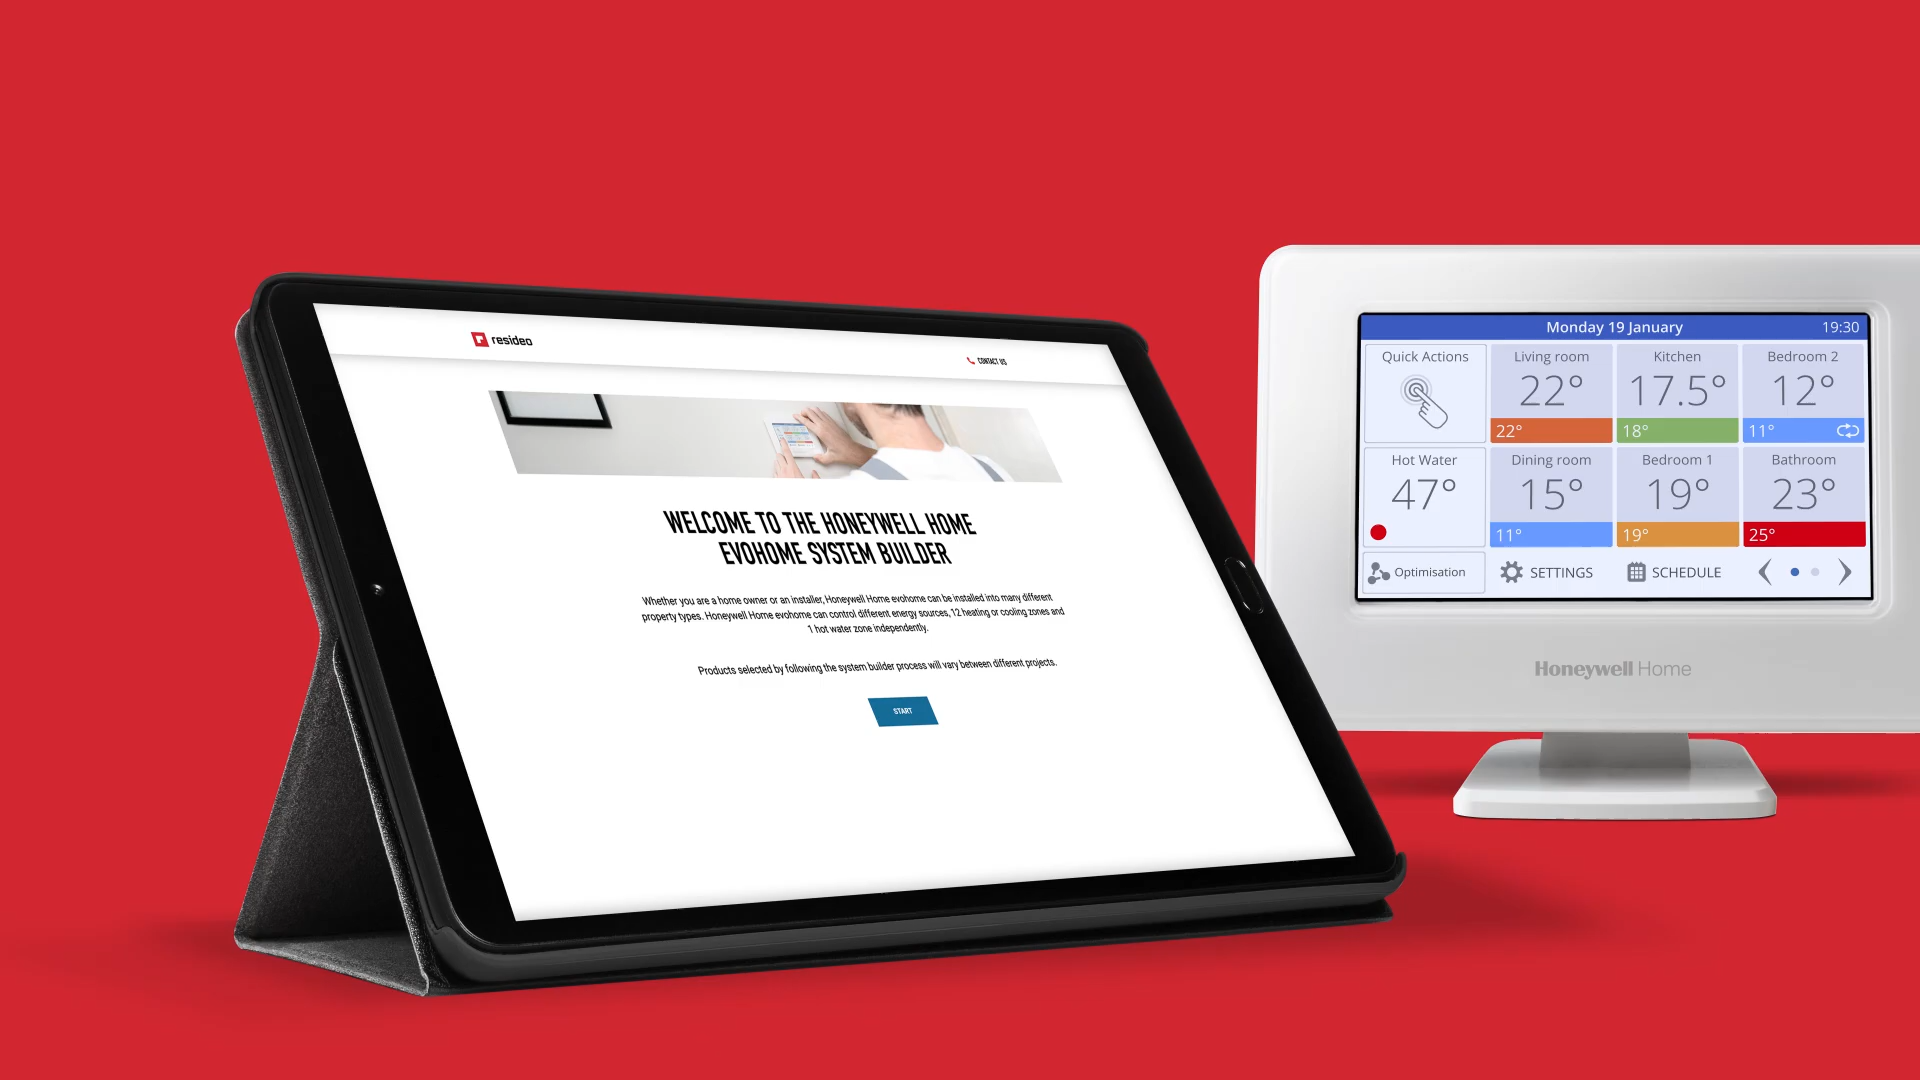 resideo
CONTACT US
WELCOME TO THE HONEYWELL HOME
EVOHOME SYSTEM BUILDER
Whether you are a home owner or an installer, Honeywell Home evohome can be installed into many different
property types. Honeywell Home evohome can control different energy sources, 12 heating or cooling zones and
1 hot water zone independently.
Products selected by following the system builder process will vary between different projects.
START
Monday 19 January 19:30
Quick Actions
Living room
22°
22°
Kitchen
17.5°
18°
Bedroom 2
12°
11°
Hot Water
47°
Dining room
15°
11°
Bedroom 1
19°
19°
Bathroom
23°
25°
Optimisation
SETTINGS
SCHEDULE
Honeywell Home